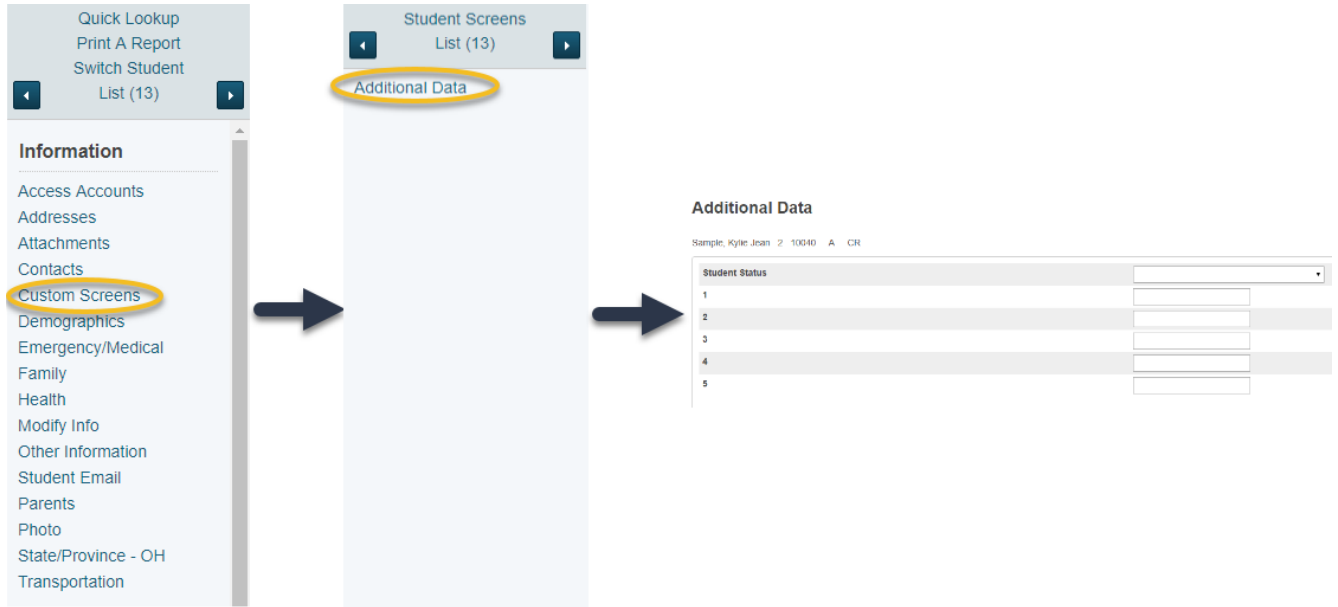 Quick Lookup
Print A Report
Switch Student
List (13)
Information
Access Accounts
Addresses
Attachments
Contacts
Custom Screens
Demographics
Emergency/Medical
Family
Health
Modify Info
Other Information
Student Email
Parents
Photo
State/Province - OH
Transportation
Student Screens
List (13)
Additional Data
Additional Data
Sample, Kylie Jean 2 10040 A CR
Student Status
1
2
3
4
5